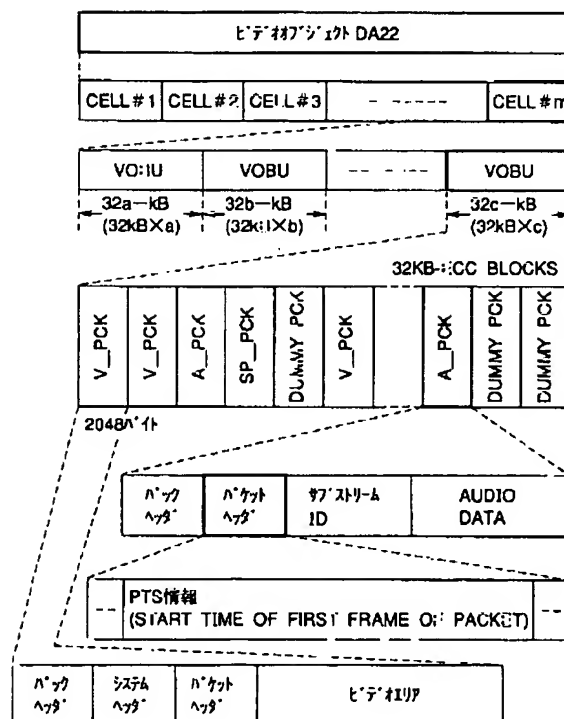 ﾋﾞﾃﾞｵｵﾌﾞｼﾞｪｸﾄ DA22
CELL#1 CELL#2 CELL#3 CELL#m
VOBU VOBU VOBU
32a-kB 32b-kB 32c-kB
(32kB×a) (32kB×b) (32kB×c)
32KB-ECC BLOCKS
V_PCK V_PCK A_PCK SP_PCK DUMMY PCK V_PCK A_PCK DUMMY PCK DUMMY PCK
2048ﾊﾞｲﾄ
ﾊﾟｯｸ ﾍｯﾀﾞ ﾊﾟｹｯﾄ ﾍｯﾀﾞ ｻﾌﾞｽﾄﾘｰﾑ ID AUDIO DATA
PTS情報
(START TIME OF FIRST FRAME OF PACKET)
ﾊﾟｯｸ ﾍｯﾀﾞ ｼｽﾃﾑ ﾍｯﾀﾞ ﾊﾟｹｯﾄ ﾍｯﾀﾞ ﾋﾞﾃﾞｵｴﾘｱ